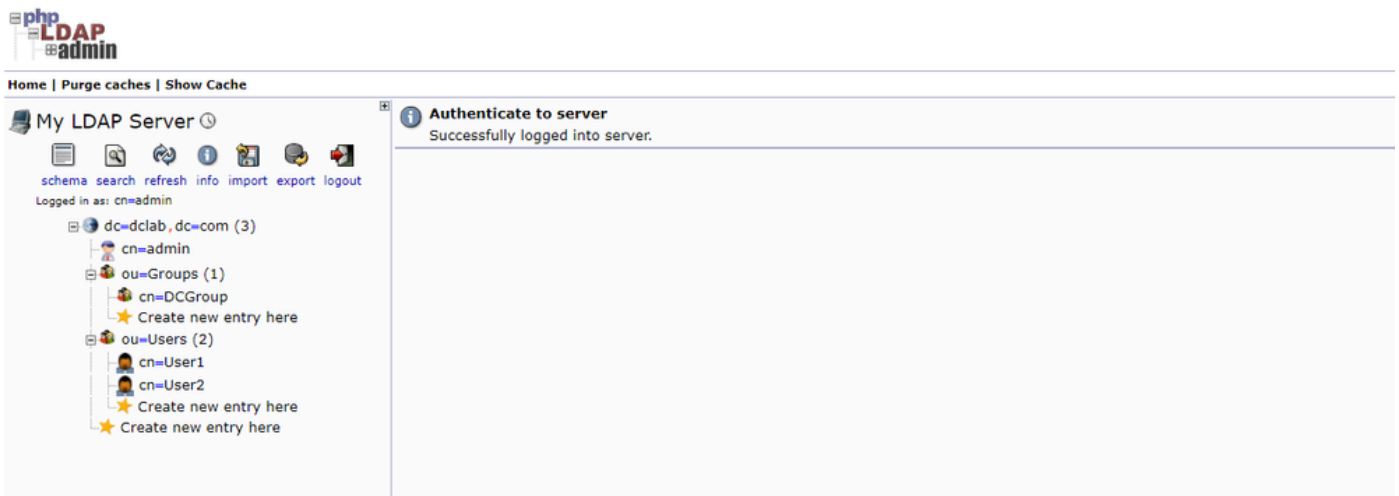 php
LDAP
admin
Home | Purge caches | Show Cache
My LDAP Server
schema search refresh info import export logout
Logged in as: cn=admin
dc=dclab,dc=com (3)
cn=admin
ou=Groups (1)
cn=DCGroup
Create new entry here
ou=Users (2)
cn=User1
cn=User2
Create new entry here
Create new entry here
Authenticate to server
Successfully logged into server.